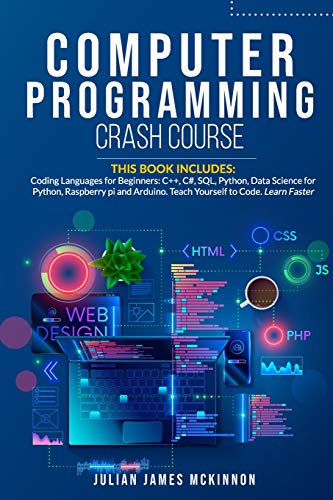 COMPUTER
PROGRAMMING
CRASH COURSE
THIS BOOK INCLUDES:
Coding Languages for Beginners: C++, C#, SQL, Python, Data Science for
Python, Raspberry pi and Arduino. Teach Yourself to Code. Learn Faster
CSS
<HTML>
JS
WEB
DESIGN
PHP
JULIAN JAMES MCKINNON